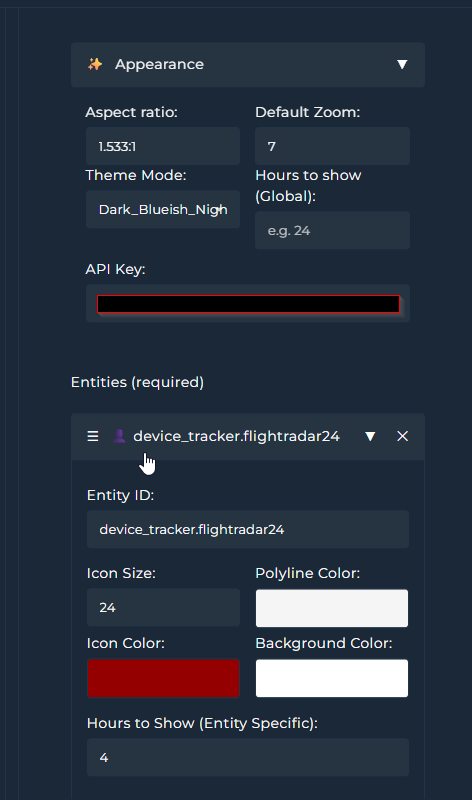 Appearance
Aspect ratio: Default Zoom:
1.533:1 7
Theme Mode: Hours to show
(Global):
Dark_Blueish_Nigh
e.g. 24
API Key:
Entities (required)
device_tracker.flightradar24
Entity ID:
device_tracker.flightradar24
Icon Size: Polyline Color:
24
Icon Color: Background Color:
Hours to Show (Entity Specific):
4